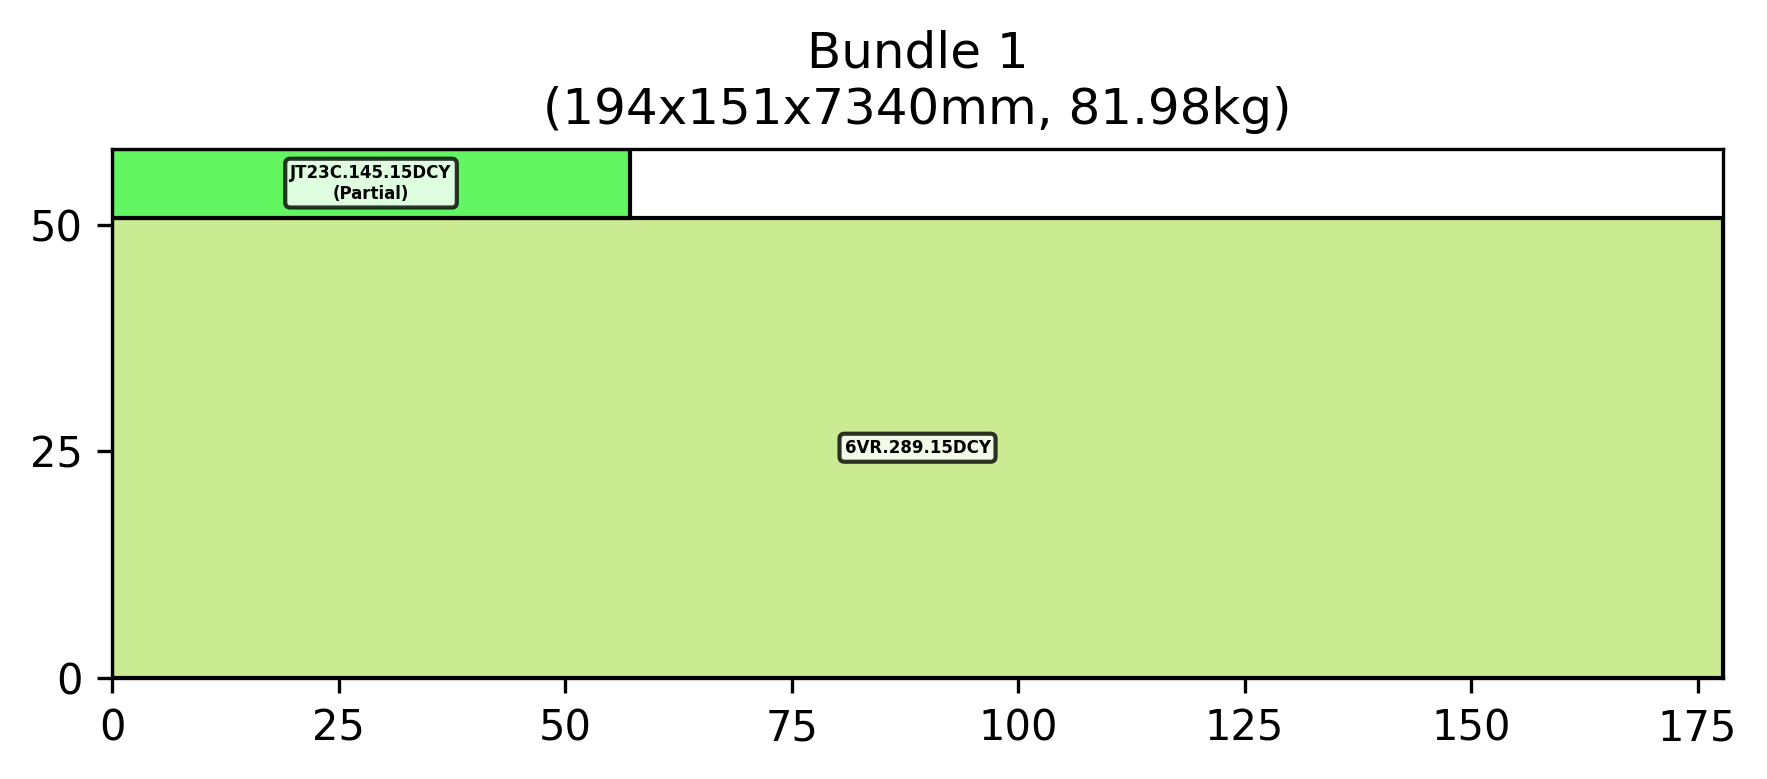 Bundle 1
(194x151x7340mm, 81.98kg)
JT23C.145.15DCY
(Partial)
50
25
6VR.289.15DCY
0
0 25 50 75 100 125 150 175